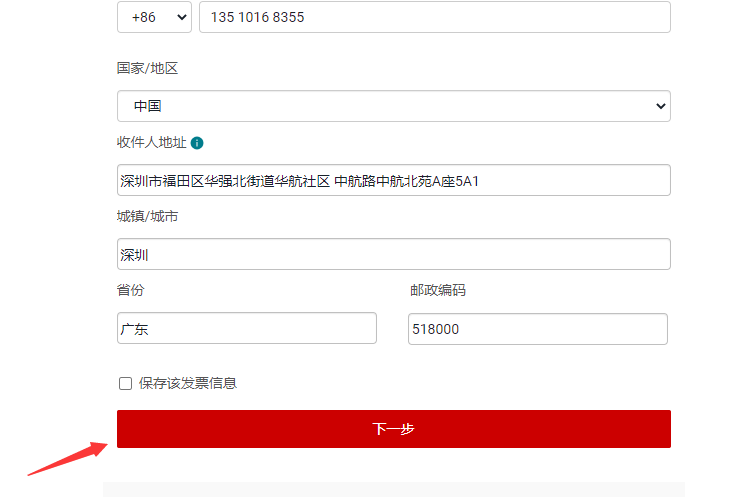 +86 135 1016 8355
国家/地区
中国
收件人地址 i
深圳市福田区华强北街道华航社区 中航路中航北苑A座5A1
城镇/城市
深圳
省份 邮政编码
广东 518000
保存该发票信息
下一步